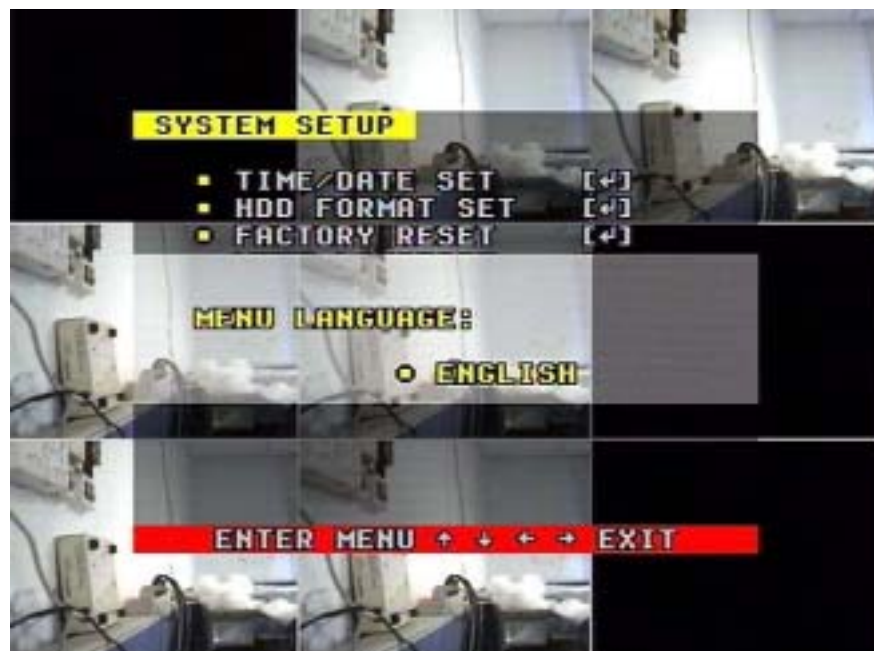 SYSTEM SETUP
TIME/DATE SET [↵]
HDD FORMAT SET [↵]
FACTORY RESET [↵]
MENU LANGUAGE:
ENGLISH
ENTER MENU ↑ ↓ ← → EXIT